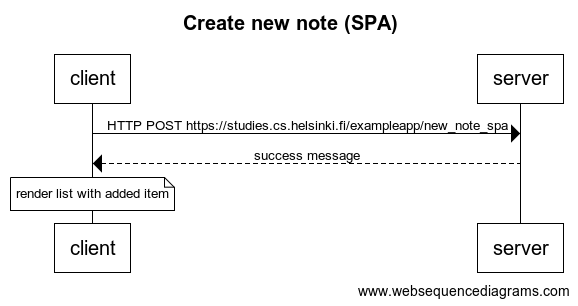 Create new note (SPA)
client
server
HTTP POST https://studies.cs.helsinki.fi/exampleapp/new_note_spa
success message
render list with added item
client
server
www.websequencediagrams.com